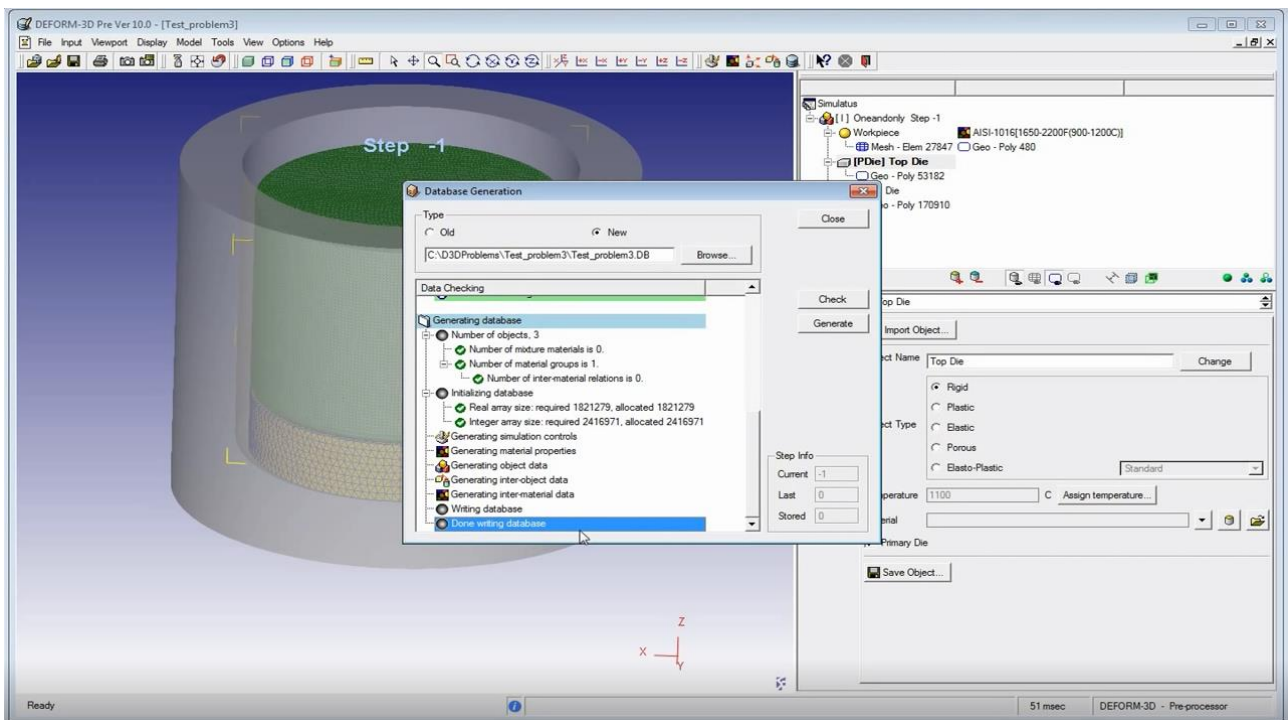 DEFORM-3D Pre Ver 10.0 - [Test_problem3]
File Input Viewport Display Model Tools View Options Help
Step -1
Simulatus
[1] Oneandonly Step -1
Workpiece AISI-1016[1650-2200F(900-1200C)]
Mesh - Elem 27847 Geo - Poly 480
[PDie] Top Die
Geo - Poly 53182
Die
o - Poly 170910
Database Generation
Type
Old New
C:\D3DProblems\Test_problem3\Test_problem3.DB Browse...
Close
Data Checking
Check
Generate
Generating database
Number of objects, 3
Number of mixture materials is 0.
Number of material groups is 1.
Number of inter-material relations is 0.
Initializing database
Real array size: required 1821279, allocated 1821279
Integer array size: required 2416971, allocated 2416971
Generating simulation controls
Generating material properties
Generating object data
Generating inter-object data
Generating inter-material data
Writing database
Done writing database
Step Info
Current -1
Last 0
Stored 0
op Die
Import Object...
ect Name Top Die Change
ect Type
Rigid
Plastic
Elastic
Porous
Elasto-Plastic Standard
perature 1100 C Assign temperature...
erial
Primary Die
Save Object...
Z
X
Y
Ready 51 msec DEFORM-3D - Pre-processor